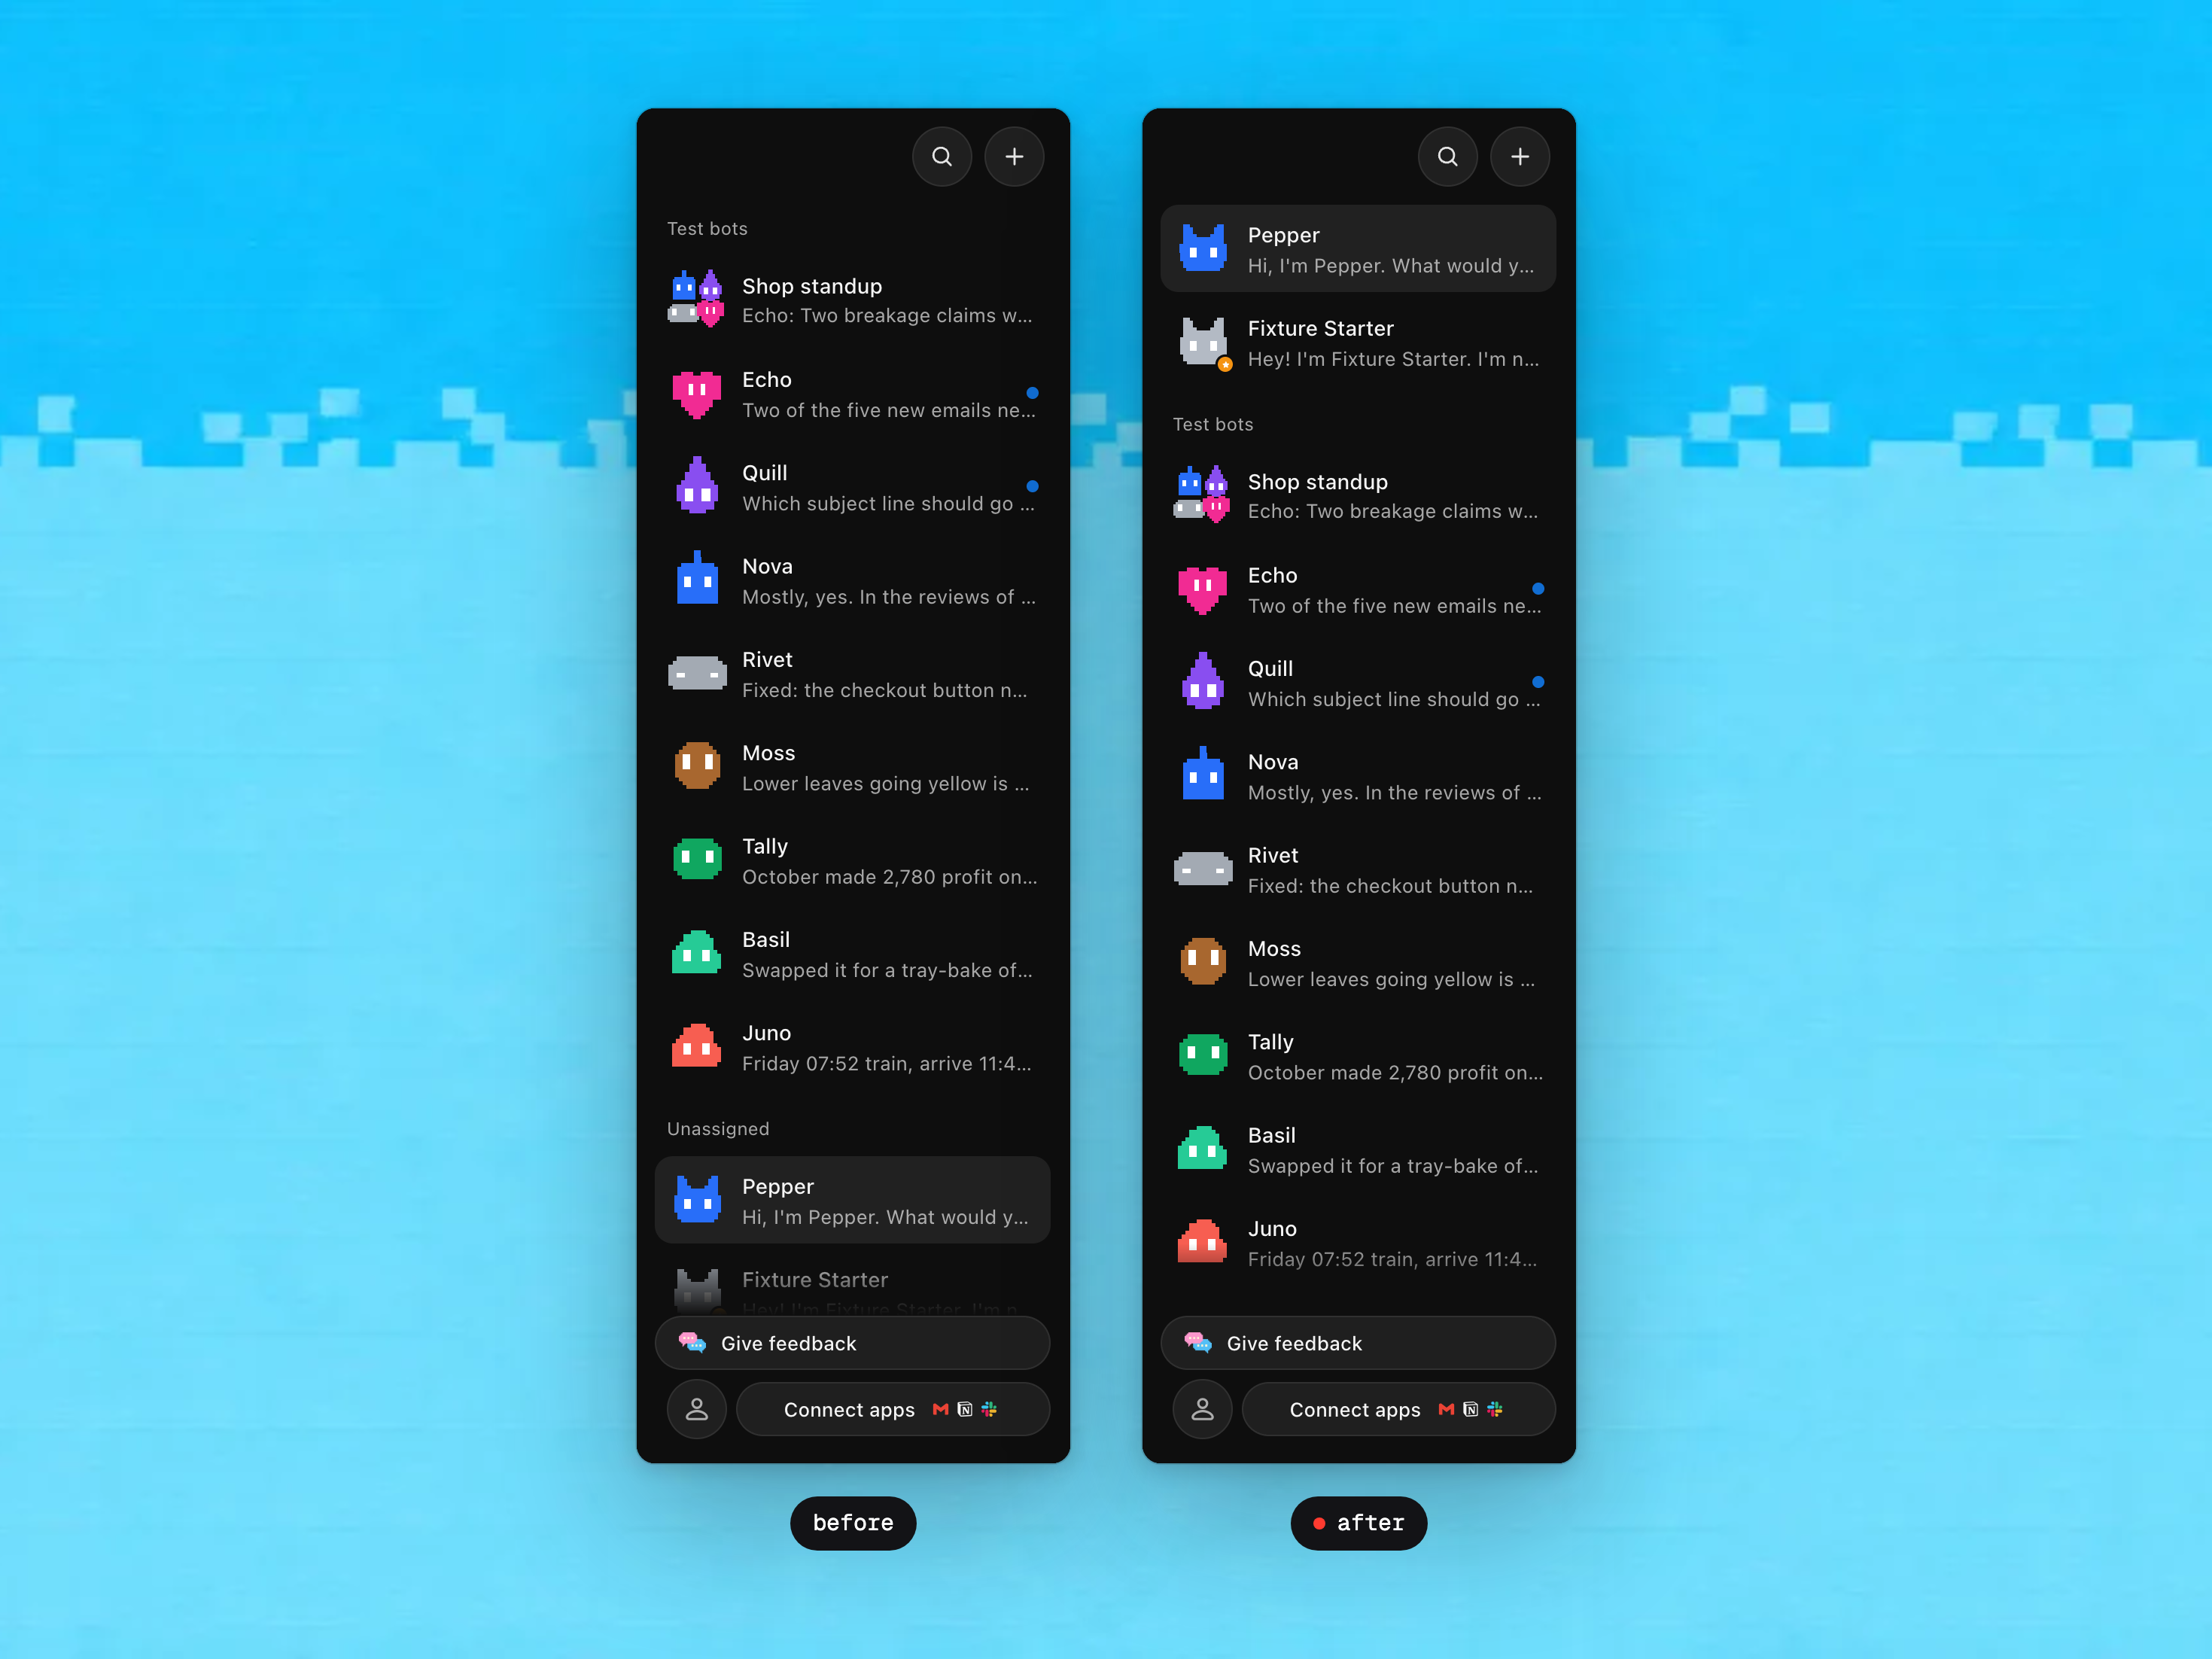 Test bots
Shop standup
Echo: Two breakage claims w...
Echo
Two of the five new emails ne...
Quill
Which subject line should go ...
Nova
Mostly, yes. In the reviews of ...
Rivet
Fixed: the checkout button n...
Moss
Lower leaves going yellow is ...
Tally
October made 2,780 profit on...
Basil
Swapped it for a tray-bake of...
Juno
Friday 07:52 train, arrive 11:4...
Unassigned
Pepper
Hi, I'm Pepper. What would y...
Fixture Starter
Hey! I'm Fixture Starter. I'm n...
Give feedback
Connect apps
before
Pepper
Hi, I'm Pepper. What would y...
Fixture Starter
Hey! I'm Fixture Starter. I'm n...
Test bots
Shop standup
Echo: Two breakage claims w...
Echo
Two of the five new emails ne...
Quill
Which subject line should go ...
Nova
Mostly, yes. In the reviews of ...
Rivet
Fixed: the checkout button n...
Moss
Lower leaves going yellow is ...
Tally
October made 2,780 profit on...
Basil
Swapped it for a tray-bake of...
Juno
Friday 07:52 train, arrive 11:4...
Give feedback
Connect apps
after